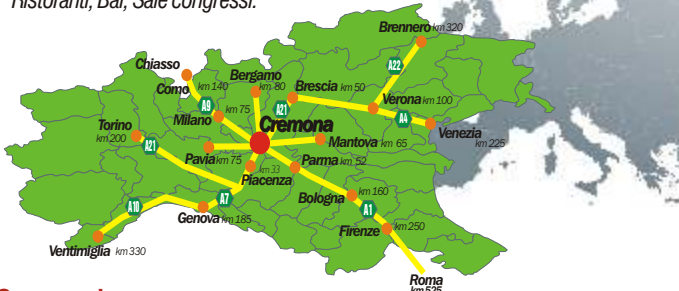 Ristoranti, Bar, Sale congressi.
Brennero km 320
Chiasso
Como km 140
Bergamo
km 80
A22
Brescia km 50
A9
A21
Verona km 100
Milano km 75
A4
Cremona
Torino
km 200
A21
Venezia
km 225
Mantova km 65
Pavia km 75
Parma km 52
km 33
Piacenza
A7
Bologna km 160
A10
A1
Genova km 185
Firenze km 250
Ventimiglia km 330
Roma
km 525